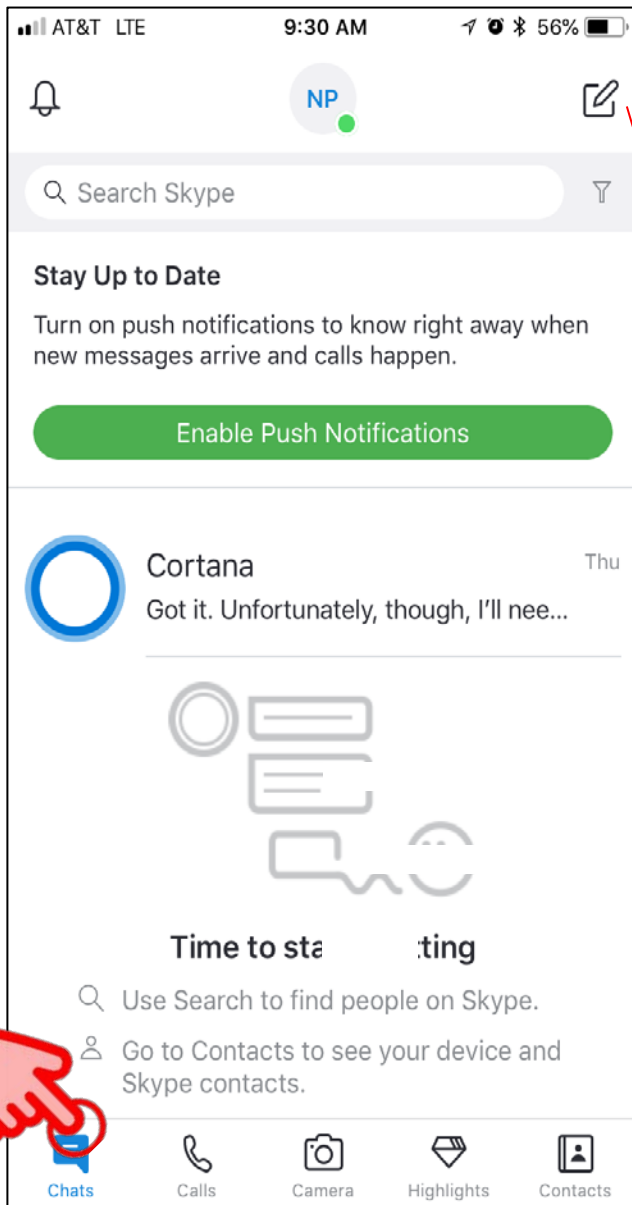 AT&T LTE 9:30 AM 56%
NP
Search Skype
Stay Up to Date
Turn on push notifications to know right away when
new messages arrive and calls happen.
Enable Push Notifications
Cortana Thu
Got it. Unfortunately, though, I'll nee...
Time to
Use Search to find people on Skype.
Go to Contacts to see your device and
Skype contacts.
Chats Calls Camera Highlights Contacts